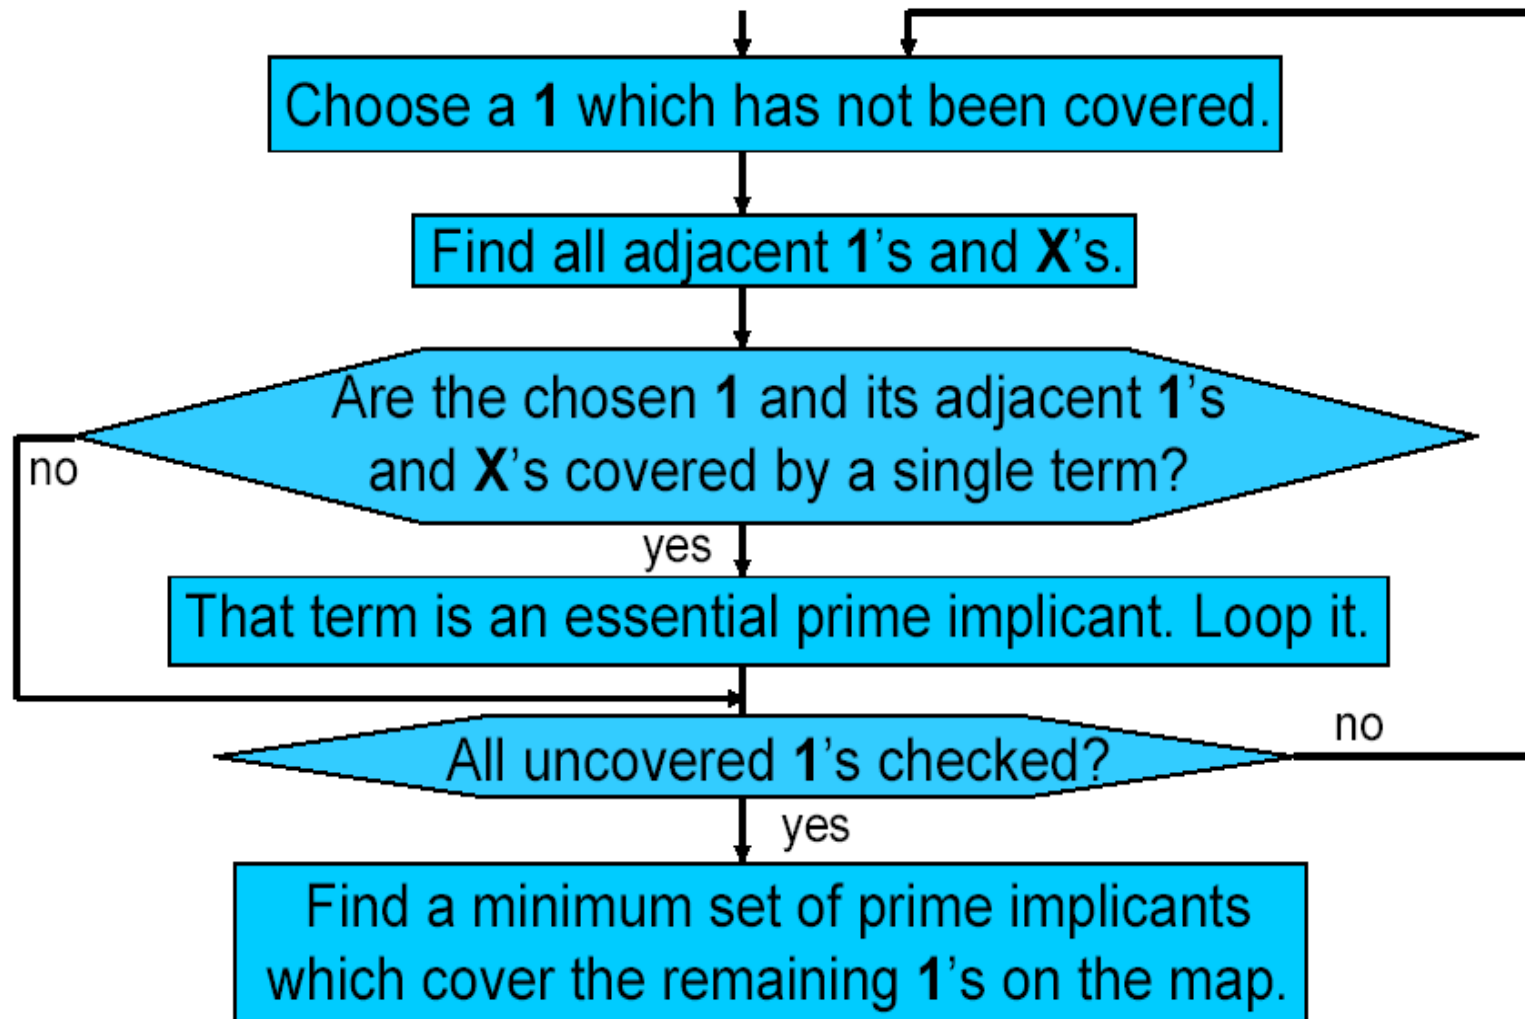 Choose a 1 which has not been covered.
Find all adjacent 1's and X's.
Are the chosen 1 and its adjacent 1's
and X's covered by a single term?
no
yes
That term is an essential prime implicant. Loop it.
no
All uncovered 1's checked?
yes
Find a minimum set of prime implicants
which cover the remaining 1's on the map.